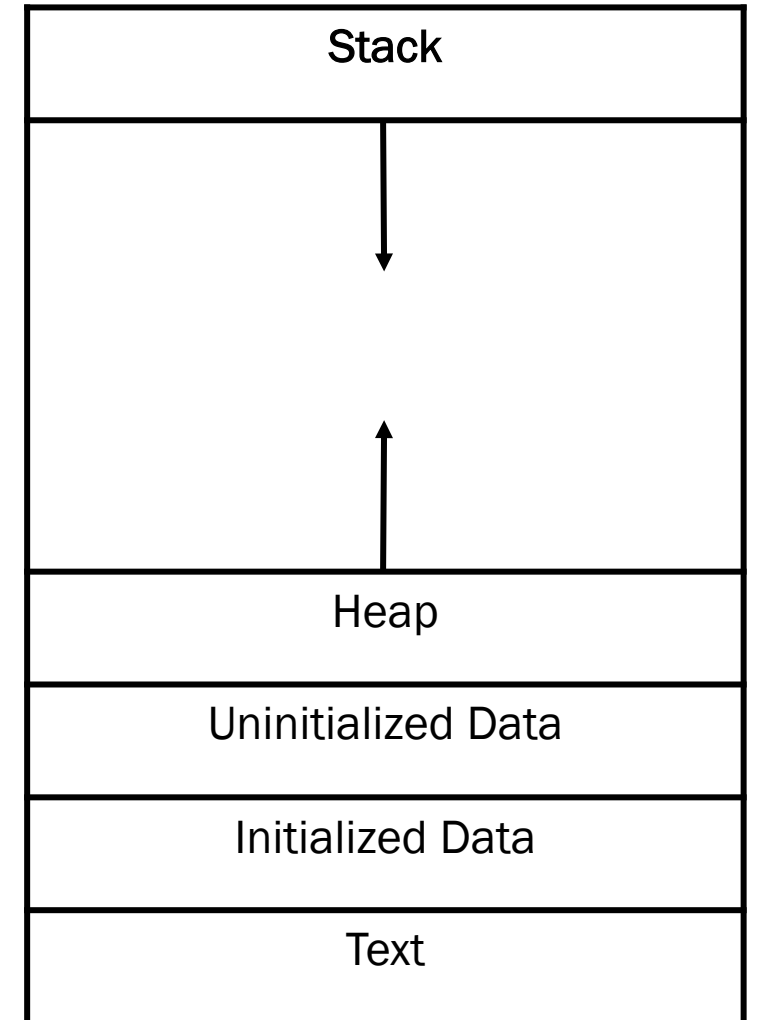 Stack
Heap
Uninitialized Data
Initialized Data
Text